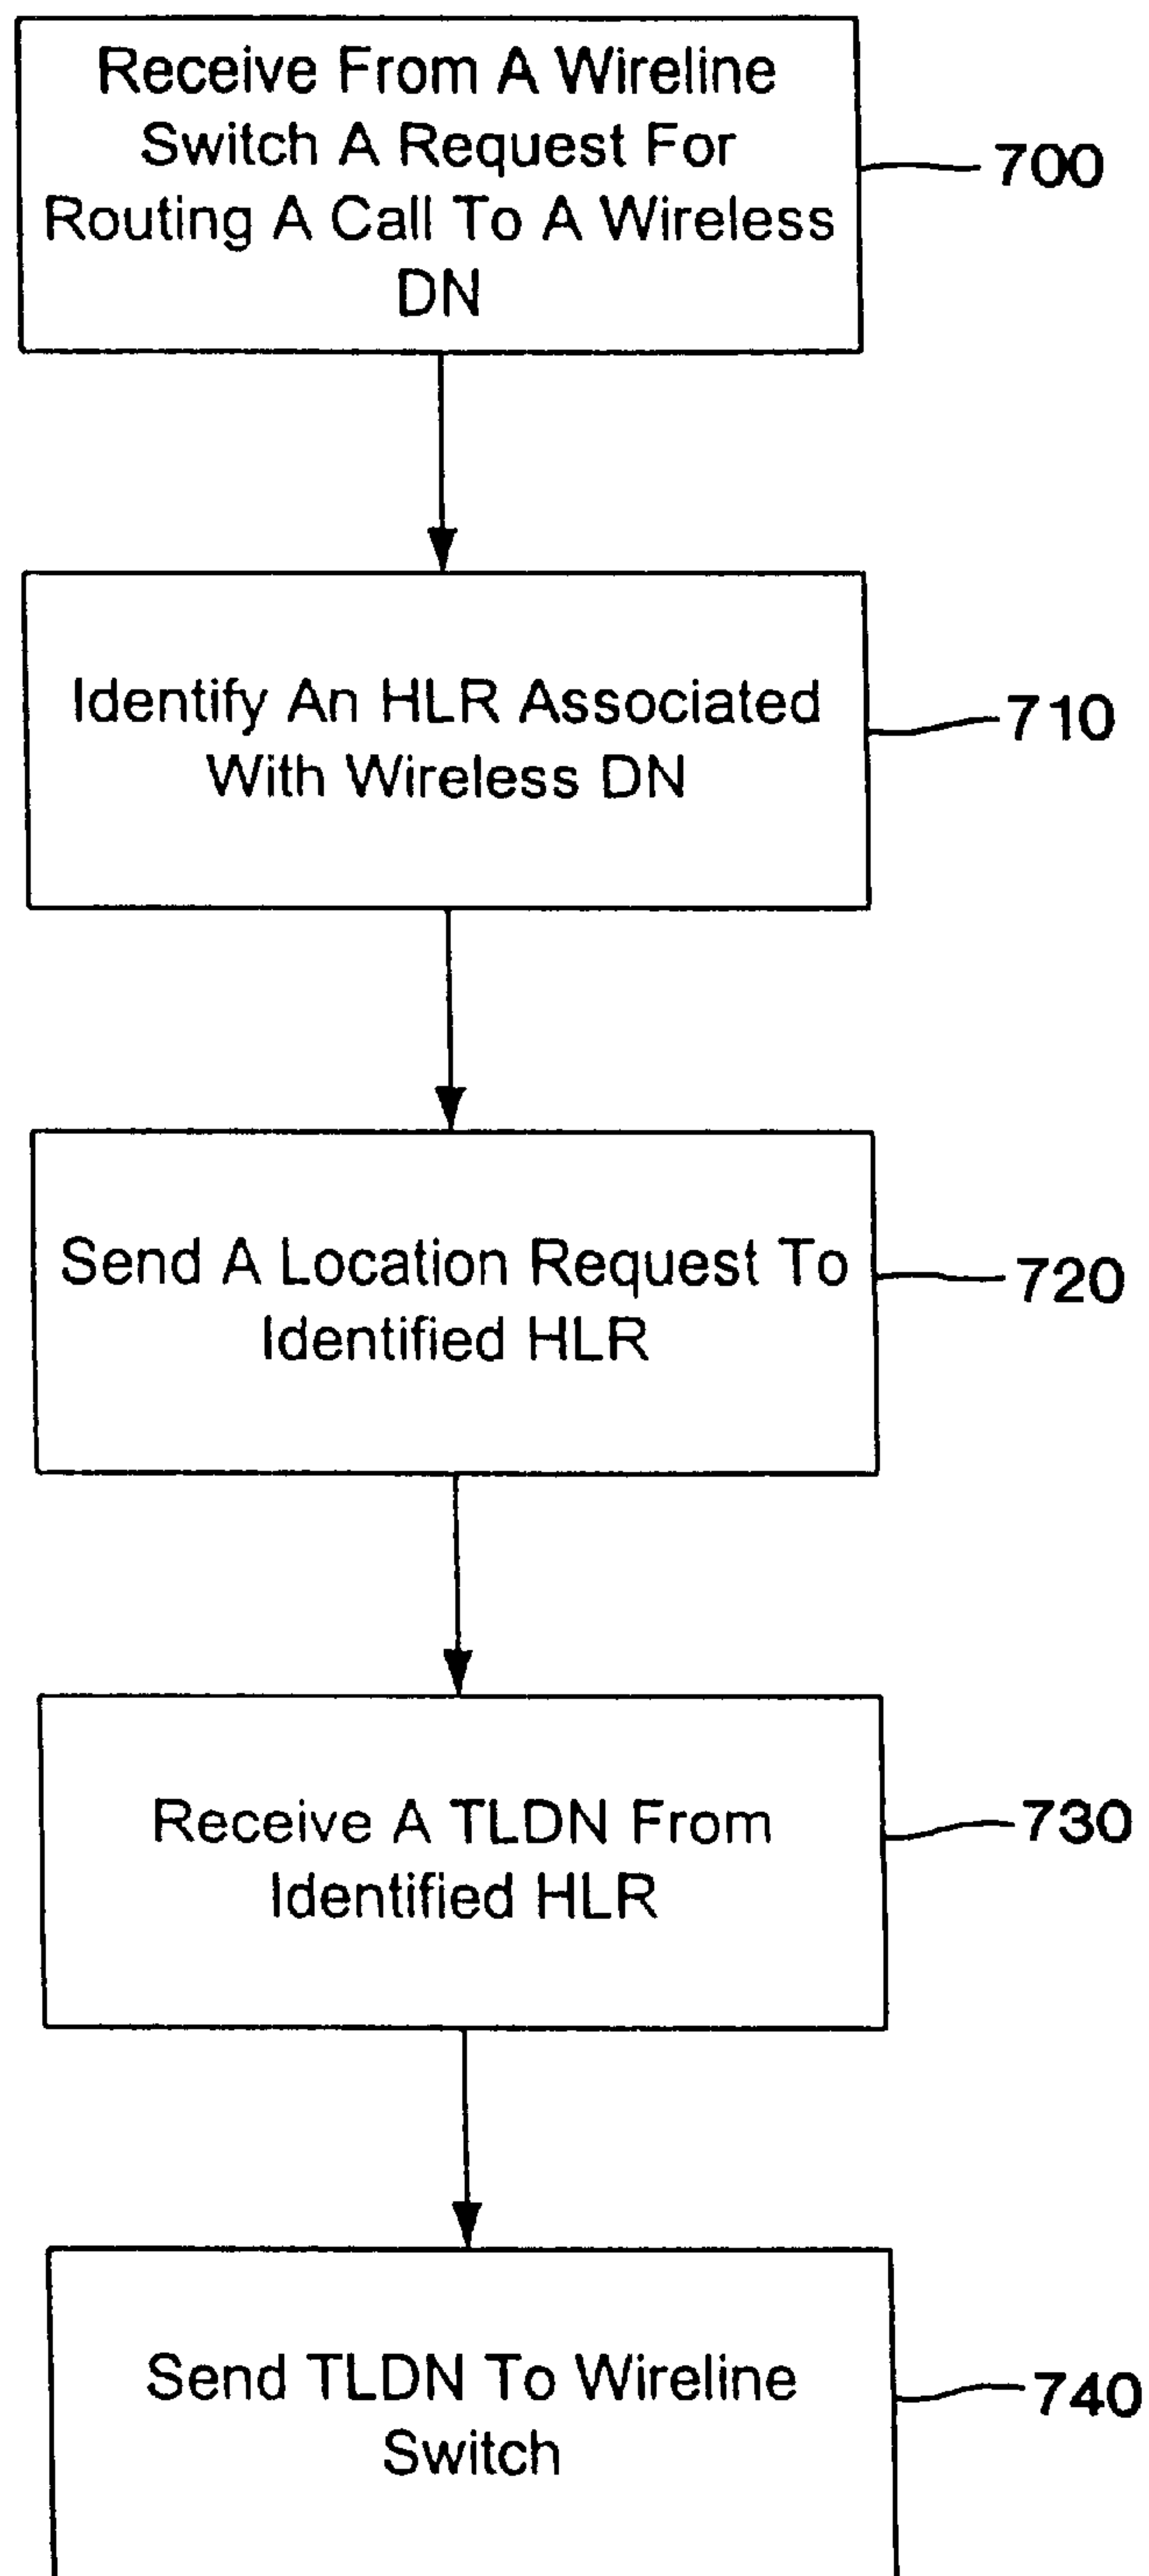 Receive From A Wireline
Switch A Request For
Routing A Call To A Wireless
DN
700
Identify An HLR Associated
With Wireless DN
710
Send A Location Request To
Identified HLR
720
Receive A TLDN From
Identified HLR
730
Send TLDN To Wireline
Switch
740